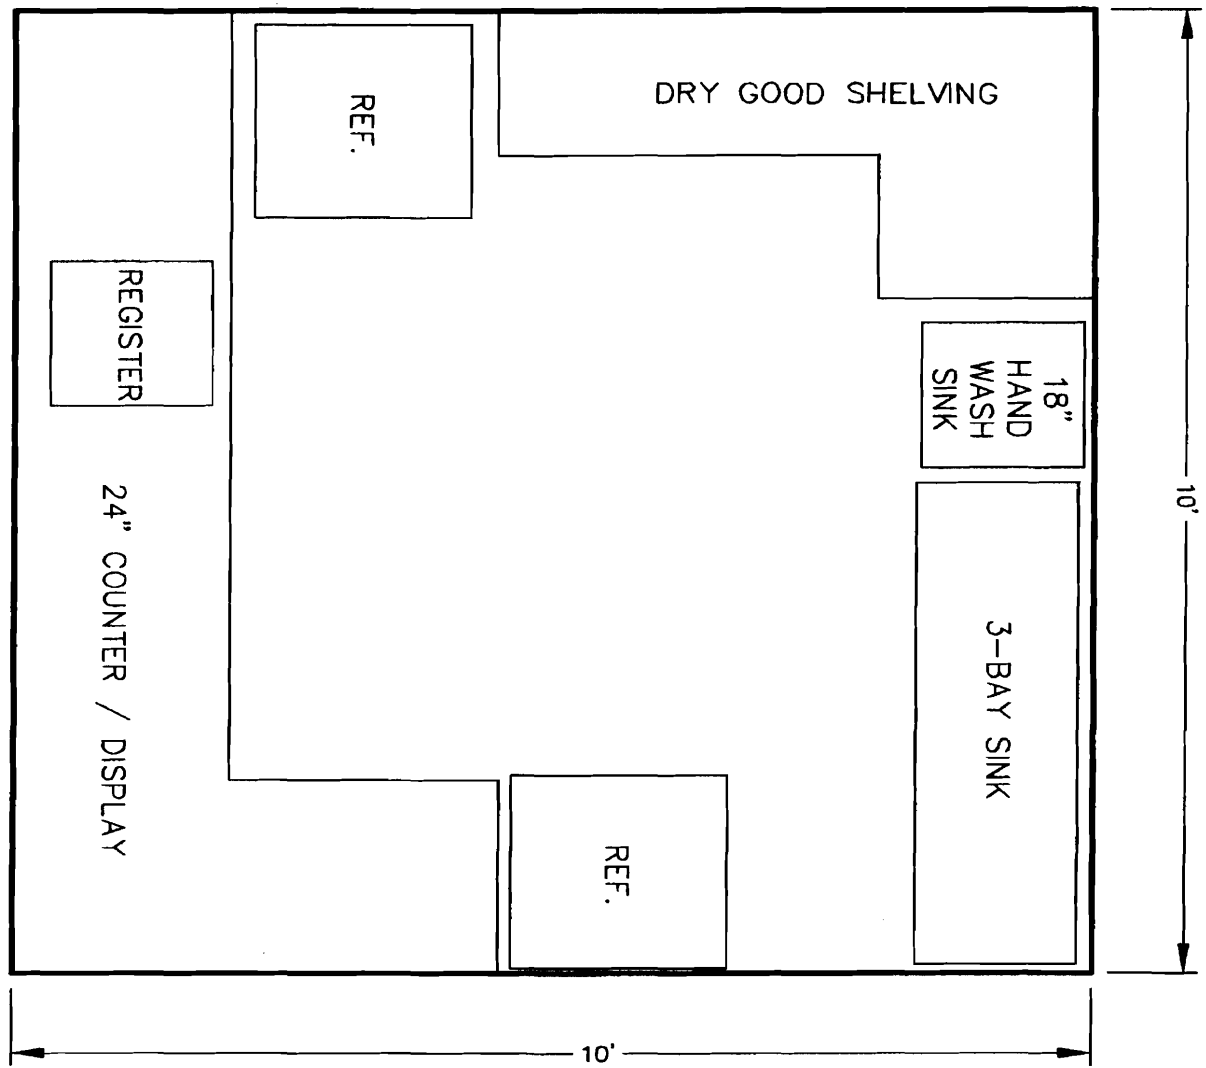 DRY GOOD SHELVING
REF.
REGISTER
18"
HAND
WASH
SINK
10'
24" COUNTER / DISPLAY
3-BAY SINK
REF.
10'